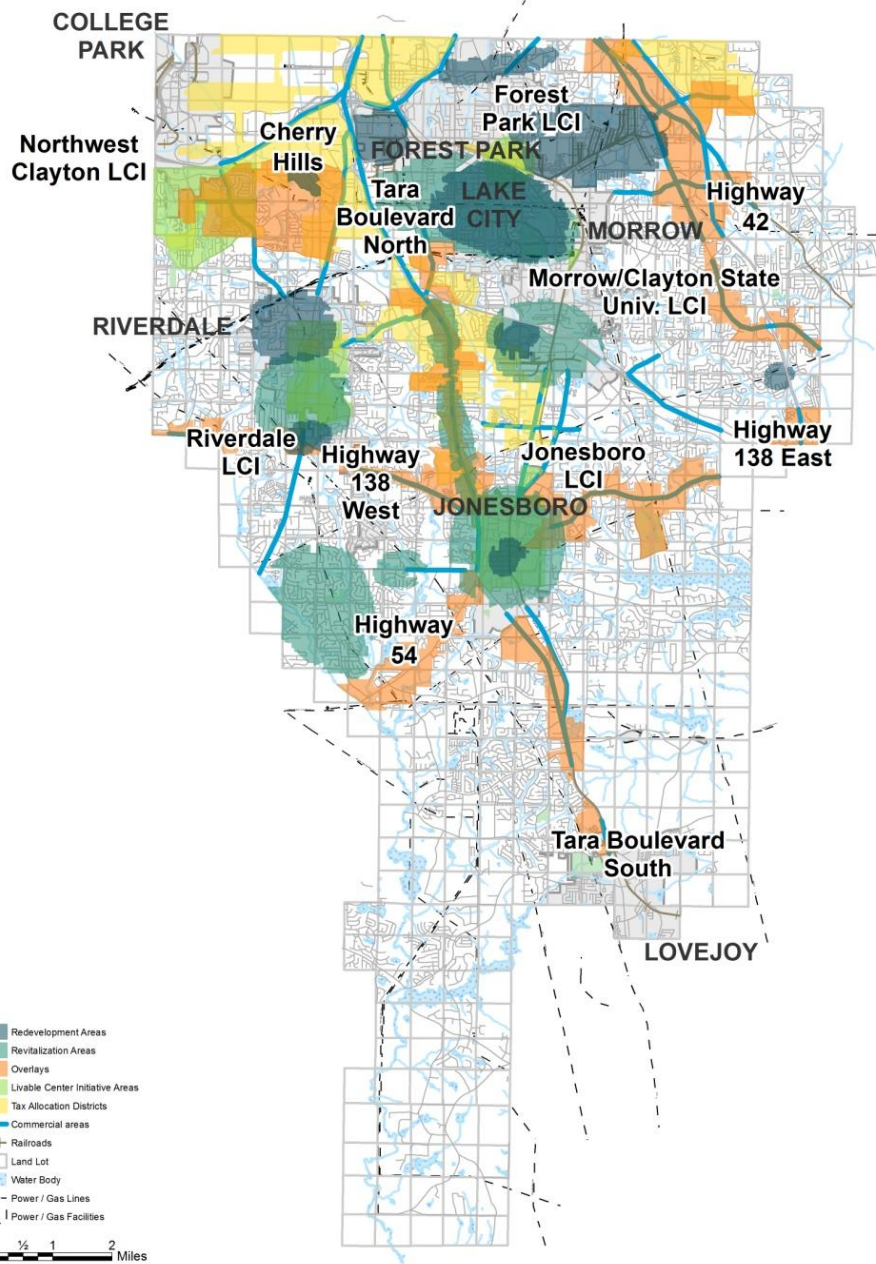 COLLEGE
PARK
Northwest
Clayton LCI
Cherry
Hills
Forest
Park LCI
FOREST PARK
Tara
Boulevard
North
LAKE
CITY
MORROW
Highway
42
Morrow/Clayton State
Univ. LCI
RIVERDALE
Riverdale
LCI
Highway
138
West
Jonesboro
LCI
JONESBORO
Highway
138 East
Highway
54
Tara Boulevard
South
LOVEJOY
Redevelopment Areas
Revitalization Areas
Overlays
Livable Center Initiative Areas
Tax Allocation Districts
Commercial areas
Railroads
Land Lot
Water Body
Power / Gas Lines
Power / Gas Facilities
½ 1 2
Miles